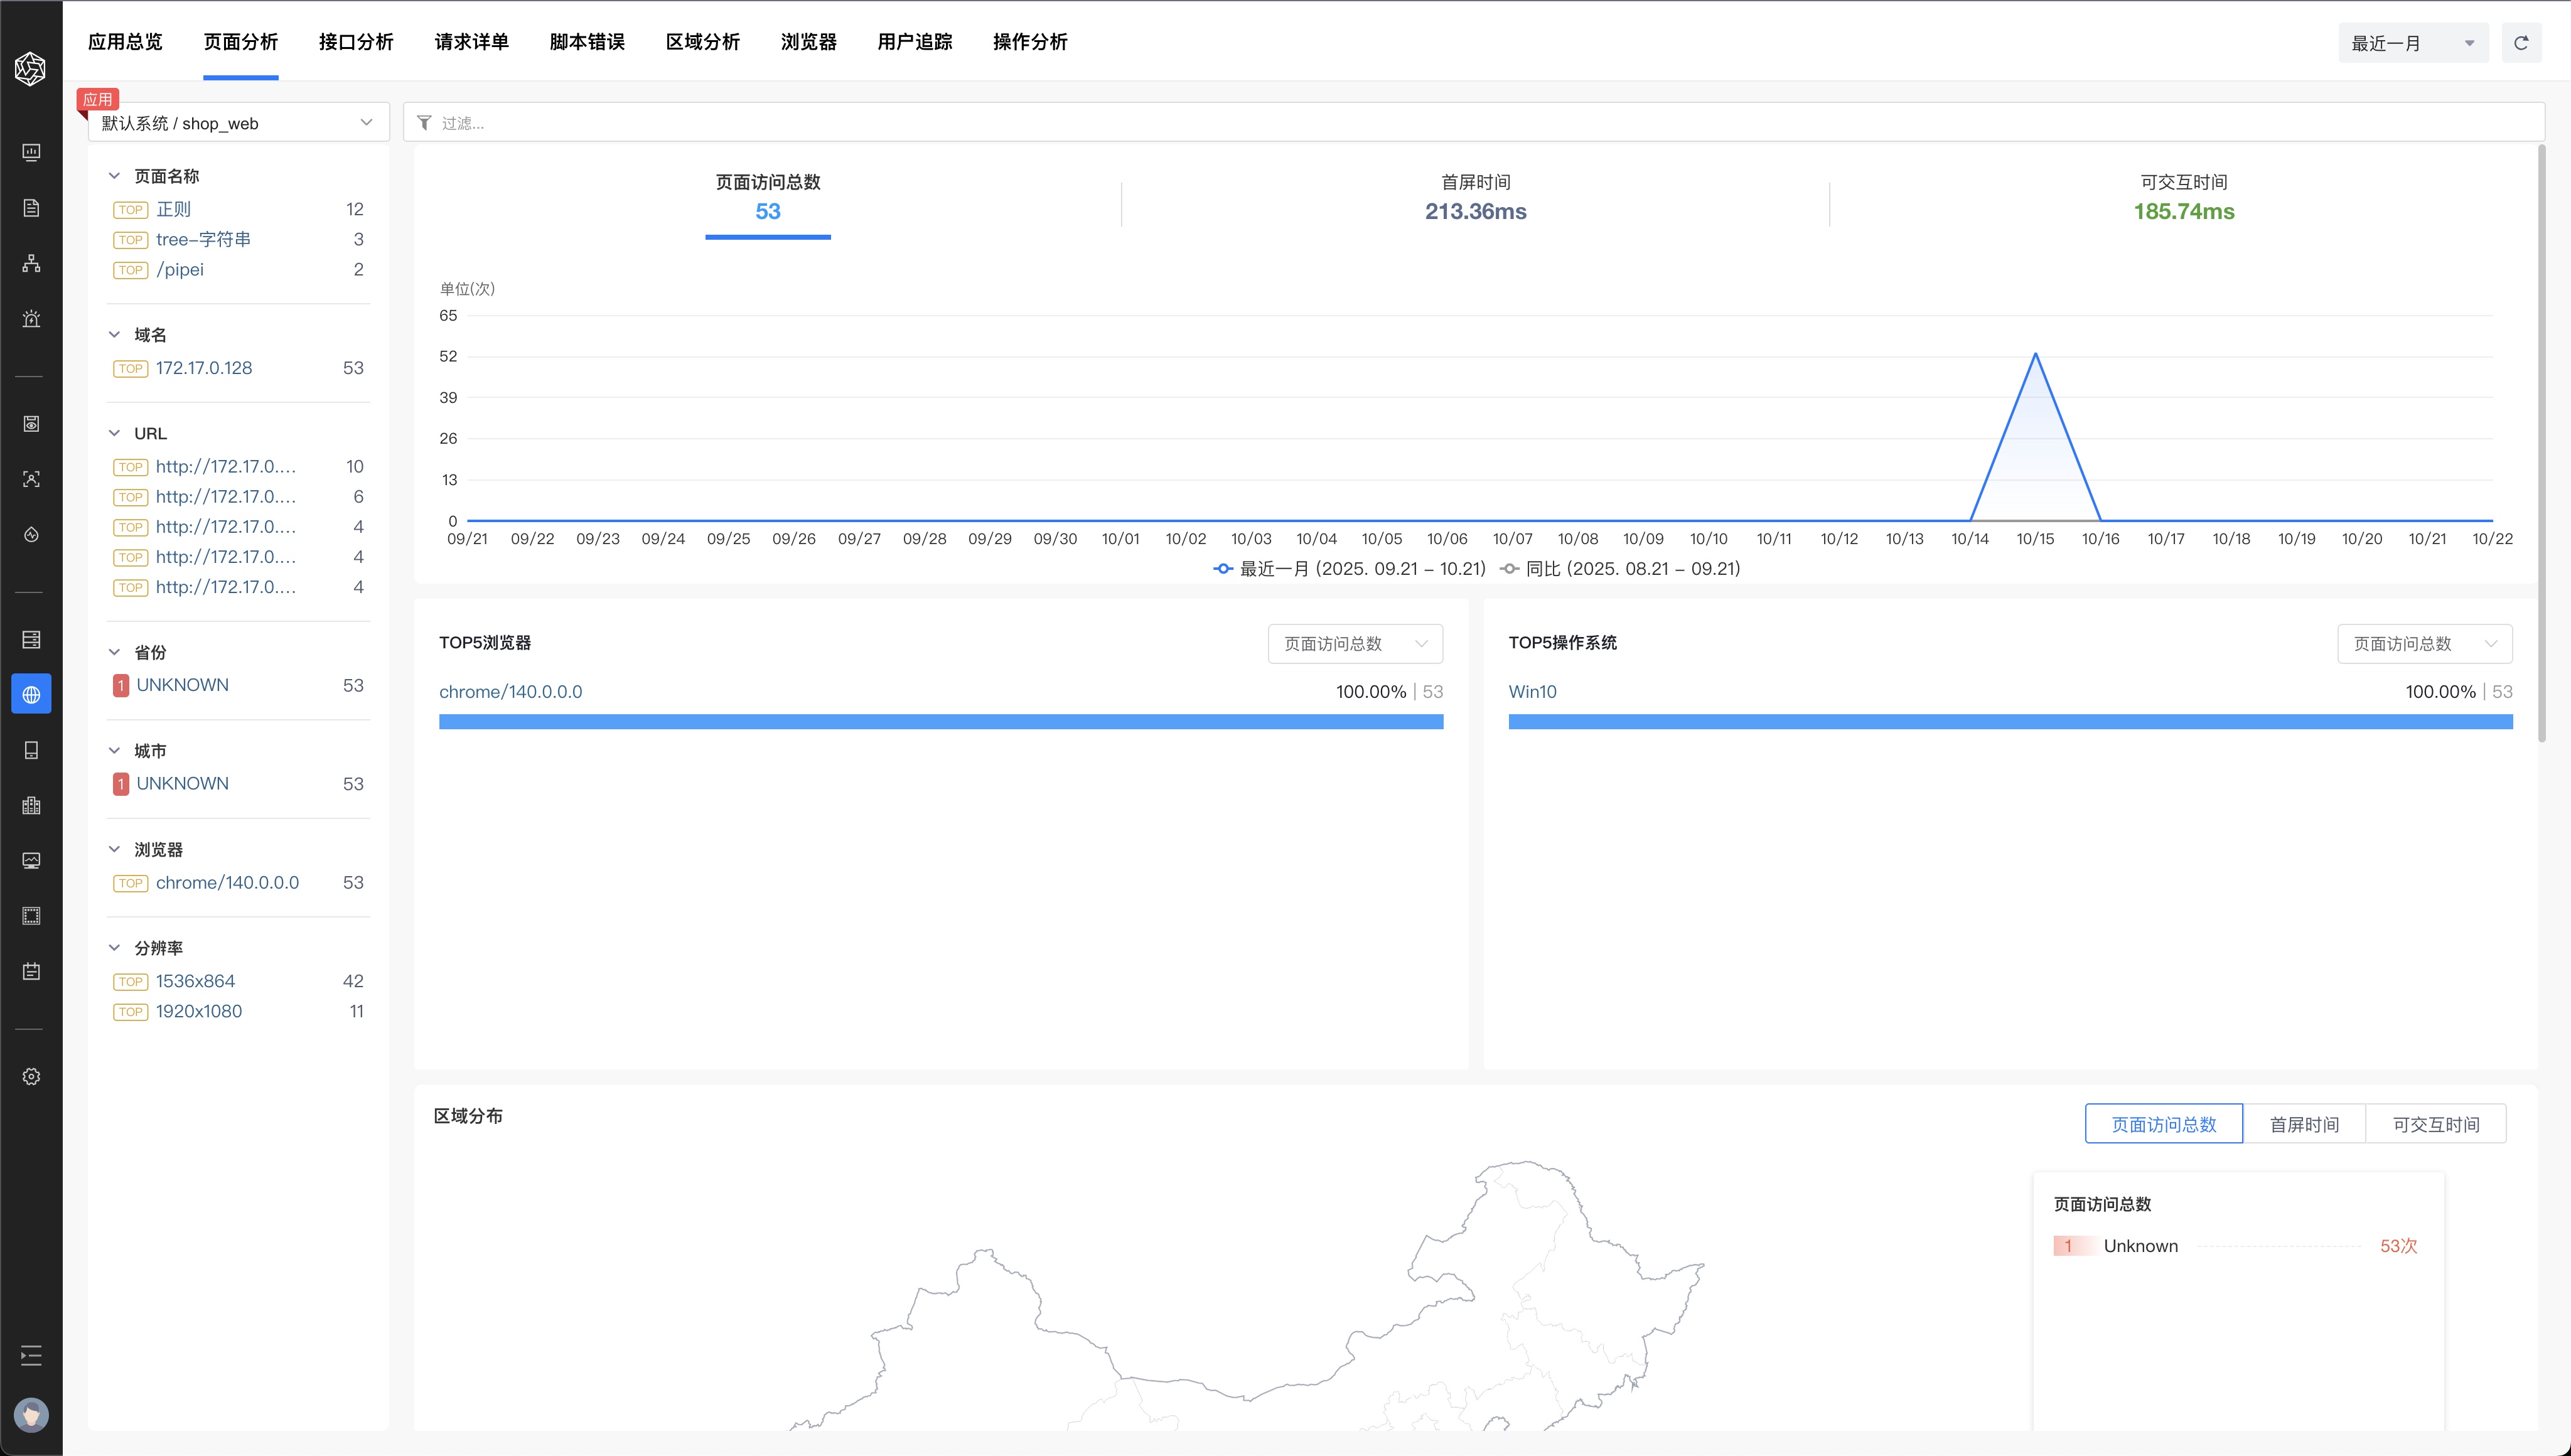 应用总览 页面分析 接口分析 请求详单 脚本错误 区域分析 浏览器 用户追踪 操作分析 最近一月
应用
默认系统 / shop_web
过滤...
页面名称
TOP 正则 12
TOP tree-字符串 3
TOP /pipei 2
域名
TOP 172.17.0.128 53
URL
TOP http://172.17.0.... 10
TOP http://172.17.0.... 6
TOP http://172.17.0.... 4
TOP http://172.17.0.... 4
TOP http://172.17.0.... 4
省份
1 UNKNOWN 53
城市
1 UNKNOWN 53
浏览器
TOP chrome/140.0.0.0 53
分辨率
TOP 1536x864 42
TOP 1920x1080 11
页面访问总数
53
首屏时间
213.36ms
可交互时间
185.74ms
单位(次)
65
52
39
26
13
0
09/21 09/22 09/23 09/24 09/25 09/26 09/27 09/28 09/29 09/30 10/01 10/02 10/03 10/04 10/05 10/06 10/07 10/08 10/09 10/10 10/11 10/12 10/13 10/14 10/15 10/16 10/17 10/18 10/19 10/20 10/21 10/22
最近一月 (2025. 09.21 - 10.21) 同比 (2025. 08.21 - 09.21)
TOP5浏览器 页面访问总数
chrome/140.0.0.0 100.00% | 53
TOP5操作系统 页面访问总数
Win10 100.00% | 53
区域分布
页面访问总数 首屏时间 可交互时间
页面访问总数
1 Unknown 53次